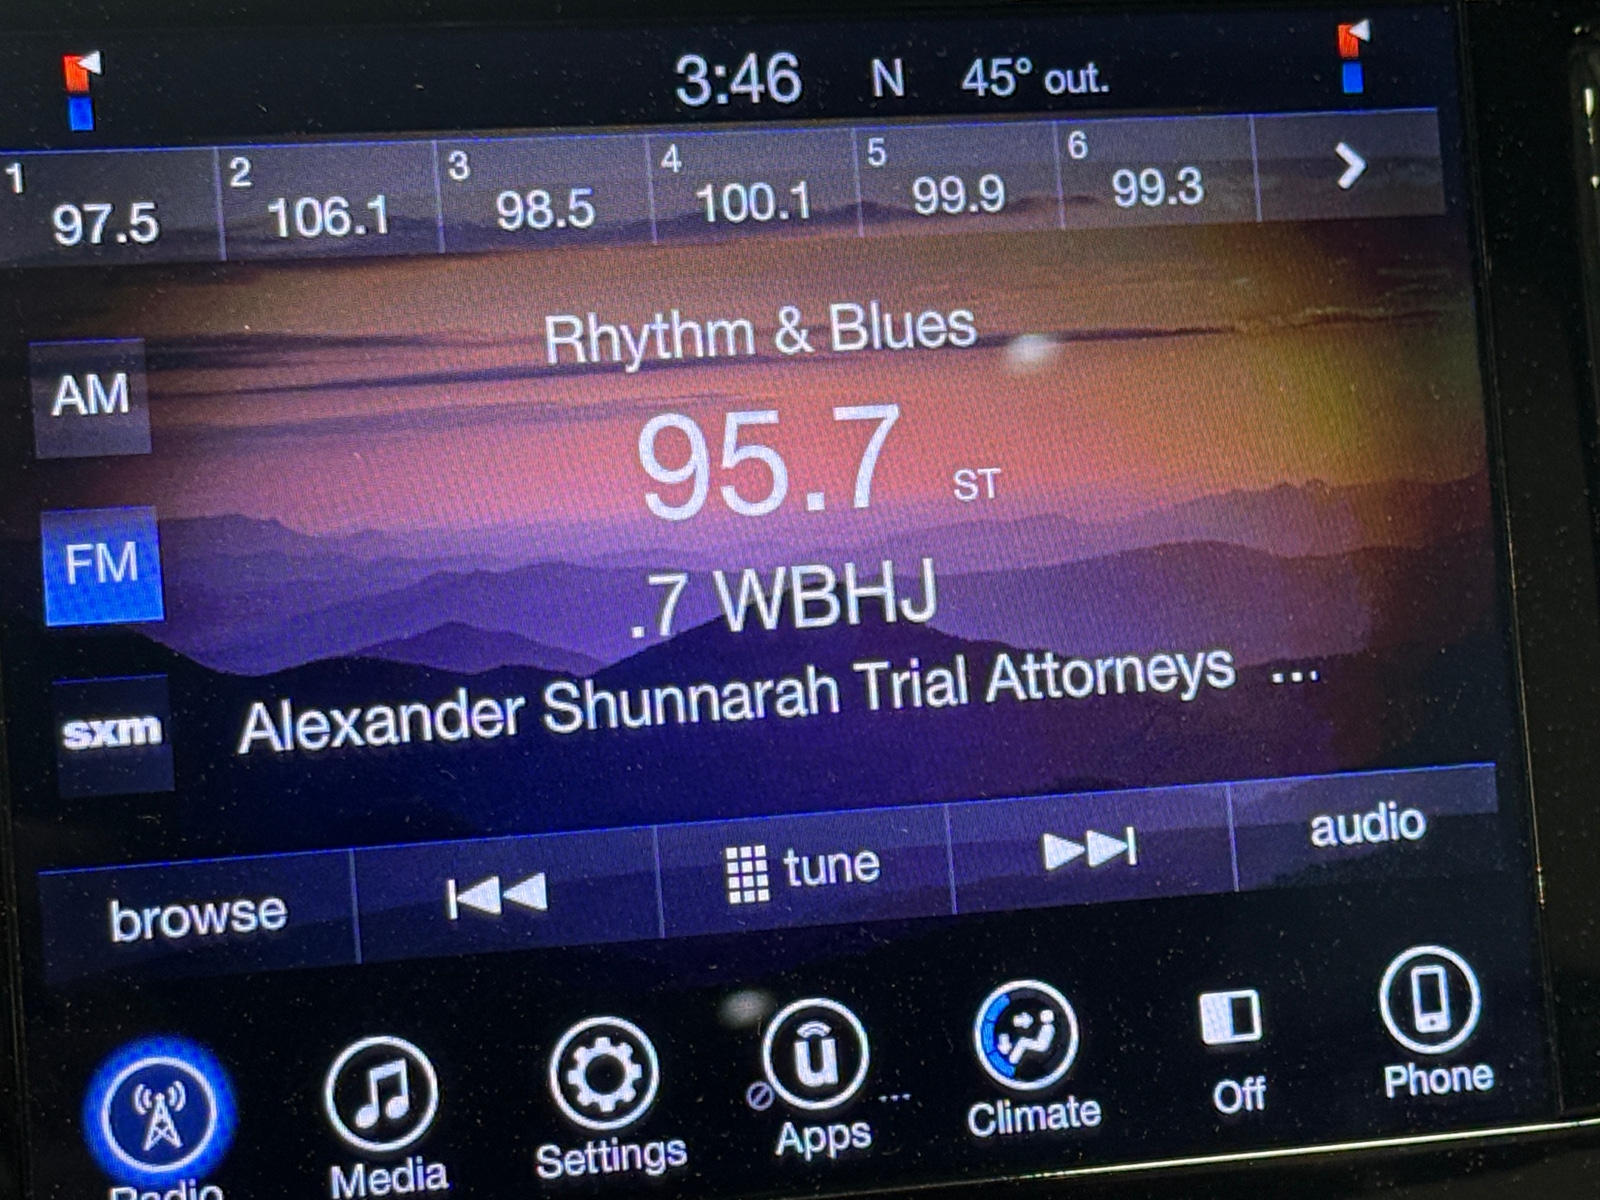 3:46 N 45° out.
1 2 3 4 5 6
97.5 106.1 98.5 100.1 99.9 99.3
Rhythm & Blues
AM
95.7 ST
FM
.7 WBHJ
sxm
Alexander Shunnarah Trial Attorneys ...
browse tune audio
u
Radio Media Settings Apps ... Climate Off Phone